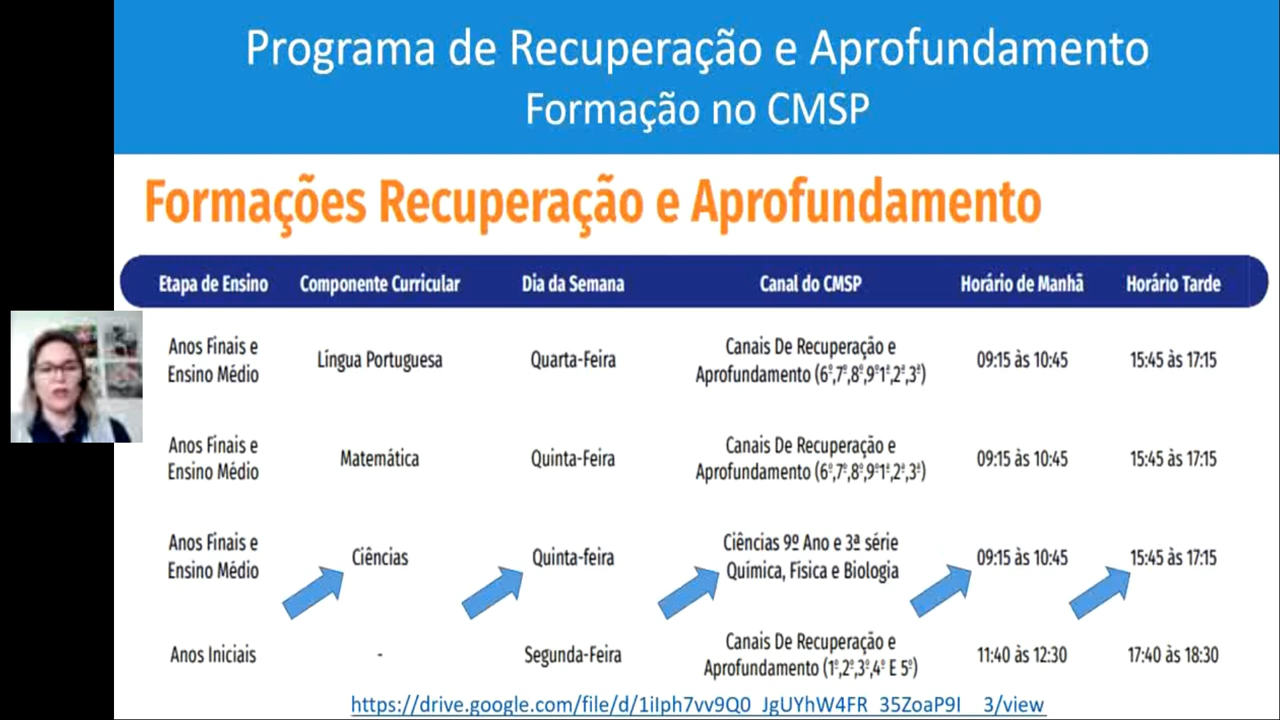 Programa de Recuperação e Aprofundamento
Formação no CMSP
Formações Recuperação e Aprofundamento
Etapa de Ensino Componente Curricular Dia da Semana Canal do CMSP Horário de Manhã Horário Tarde
Anos Finais e Ensino Médio Língua Portuguesa Quarta-Feira Canais De Recuperação e Aprofundamento (6º,7º,8º,9º1ª,2ª,3ª) 09:15 às 10:45 15:45 às 17:15
Anos Finais e Ensino Médio Matemática Quinta-Feira Canais De Recuperação e Aprofundamento (6º,7º,8º,9º1ª,2ª,3ª) 09:15 às 10:45 15:45 às 17:15
Anos Finais e Ensino Médio Ciências Quinta-feira Ciências 9º Ano e 3ª série Química, Física e Biologia 09:15 às 10:45 15:45 às 17:15
Anos Iniciais - Segunda-Feira Canais De Recuperação e Aprofundamento (1º,2º,3º,4º E 5º) 11:40 às 12:30 17:40 às 18:30
https://drive.google.com/file/d/1iIph7vv9Q0_JgUYhW4FR_35ZoaP9I__3/view